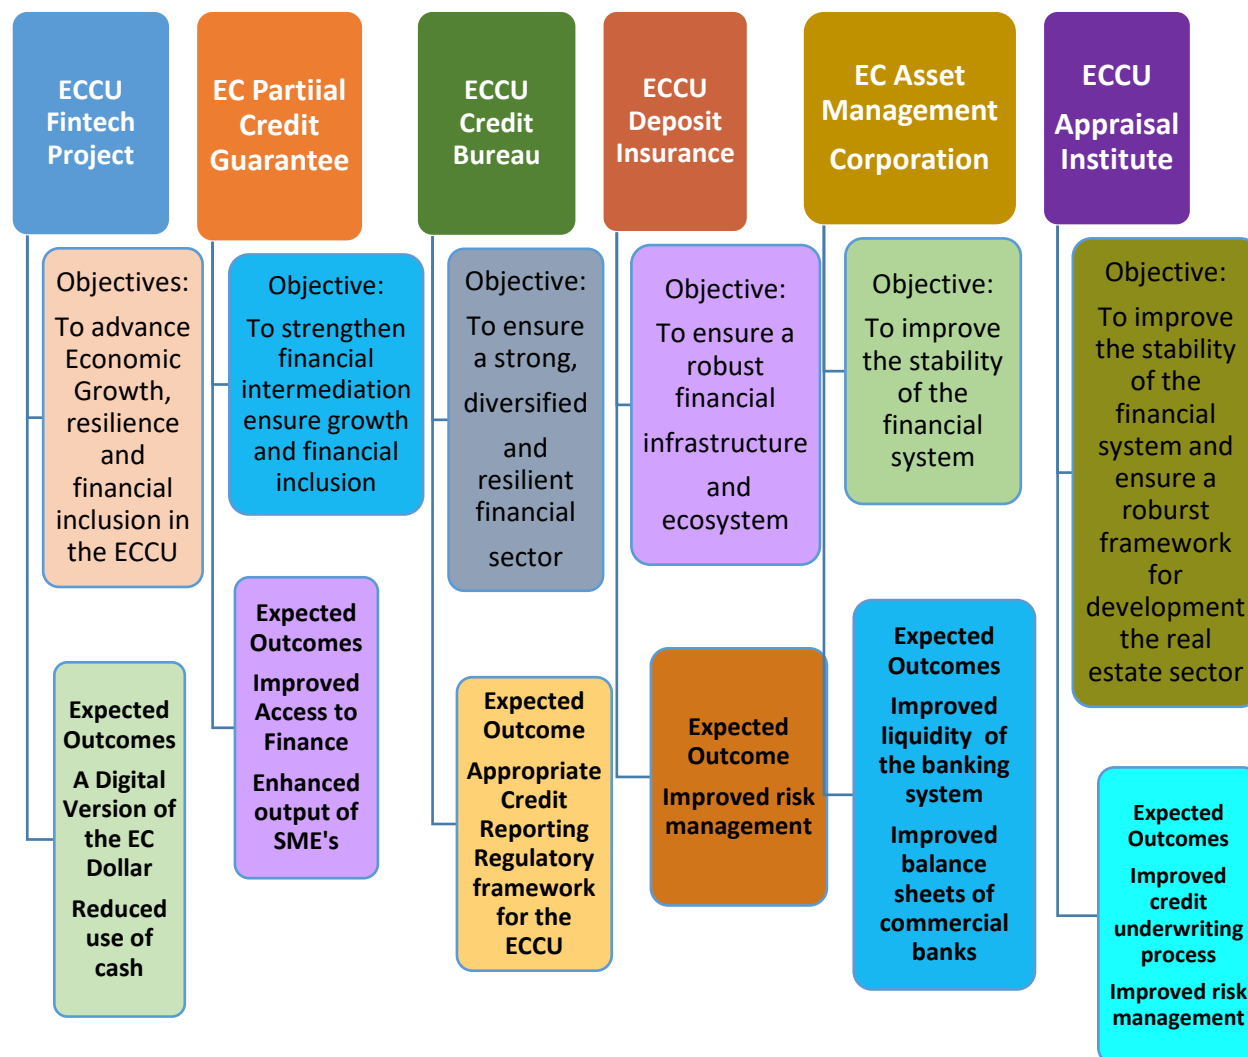 ECCU
Fintech
Project
Objectives:
To advance
Economic
Growth,
resilience
and
financial
inclusion in
the ECCU
Expected
Outcomes
A Digital
Version of
the EC
Dollar
Reduced
use of
cash
EC Partiial
Credit
Guarantee
Objective:
To strengthen
financial
intermediation
ensure growth
and financial
inclusion
Expected
Outcomes
Improved
Access to
Finance
Enhanced
output of
SME's
ECCU
Credit
Bureau
Objective:
To ensure
a strong,
diversified
and
resilient
financial
sector
Expected
Outcome
Appropriate
Credit
Reporting
Regulatory
framework
for the
ECCU
ECCU
Deposit
Insurance
Objective:
To ensure a
robust
financial
infrastructure
and
ecosystem
Expected
Outcome
Improved risk
management
EC Asset
Management
Corporation
Objective:
To improve
the stability
of the
financial
system
Expected
Outcomes
Improved
liquidity of
the banking
system
Improved
balance
sheets of
commercial
banks
ECCU
Appraisal
Institute
Objective:
To improve
the stability
of the
financial
system and
ensure a
roburst
framework
for
development
the real
estate sector
Expected
Outcomes
Improved
credit
underwriting
process
Improved risk
management